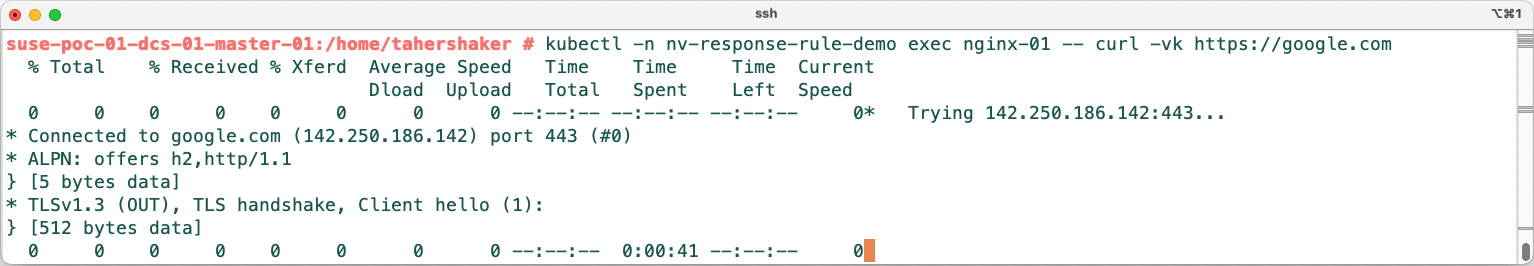 ssh
⌥⌘1
suse-poc-01-dcs-01-master-01:/home/tahershaker # kubectl -n nv-response-rule-demo exec nginx-01 -- curl -vk https://google.com
  % Total    % Received % Xferd  Average Speed   Time    Time     Time  Current
                                 Dload  Upload   Total   Spent    Left  Speed
  0     0    0     0    0     0      0      0 --:--:-- --:--:-- --:--:--     0*   Trying 142.250.186.142:443...
* Connected to google.com (142.250.186.142) port 443 (#0)
* ALPN: offers h2,http/1.1
} [5 bytes data]
* TLSv1.3 (OUT), TLS handshake, Client hello (1):
} [512 bytes data]
  0     0    0     0    0     0      0      0 --:--:--  0:00:41 --:--:--     0